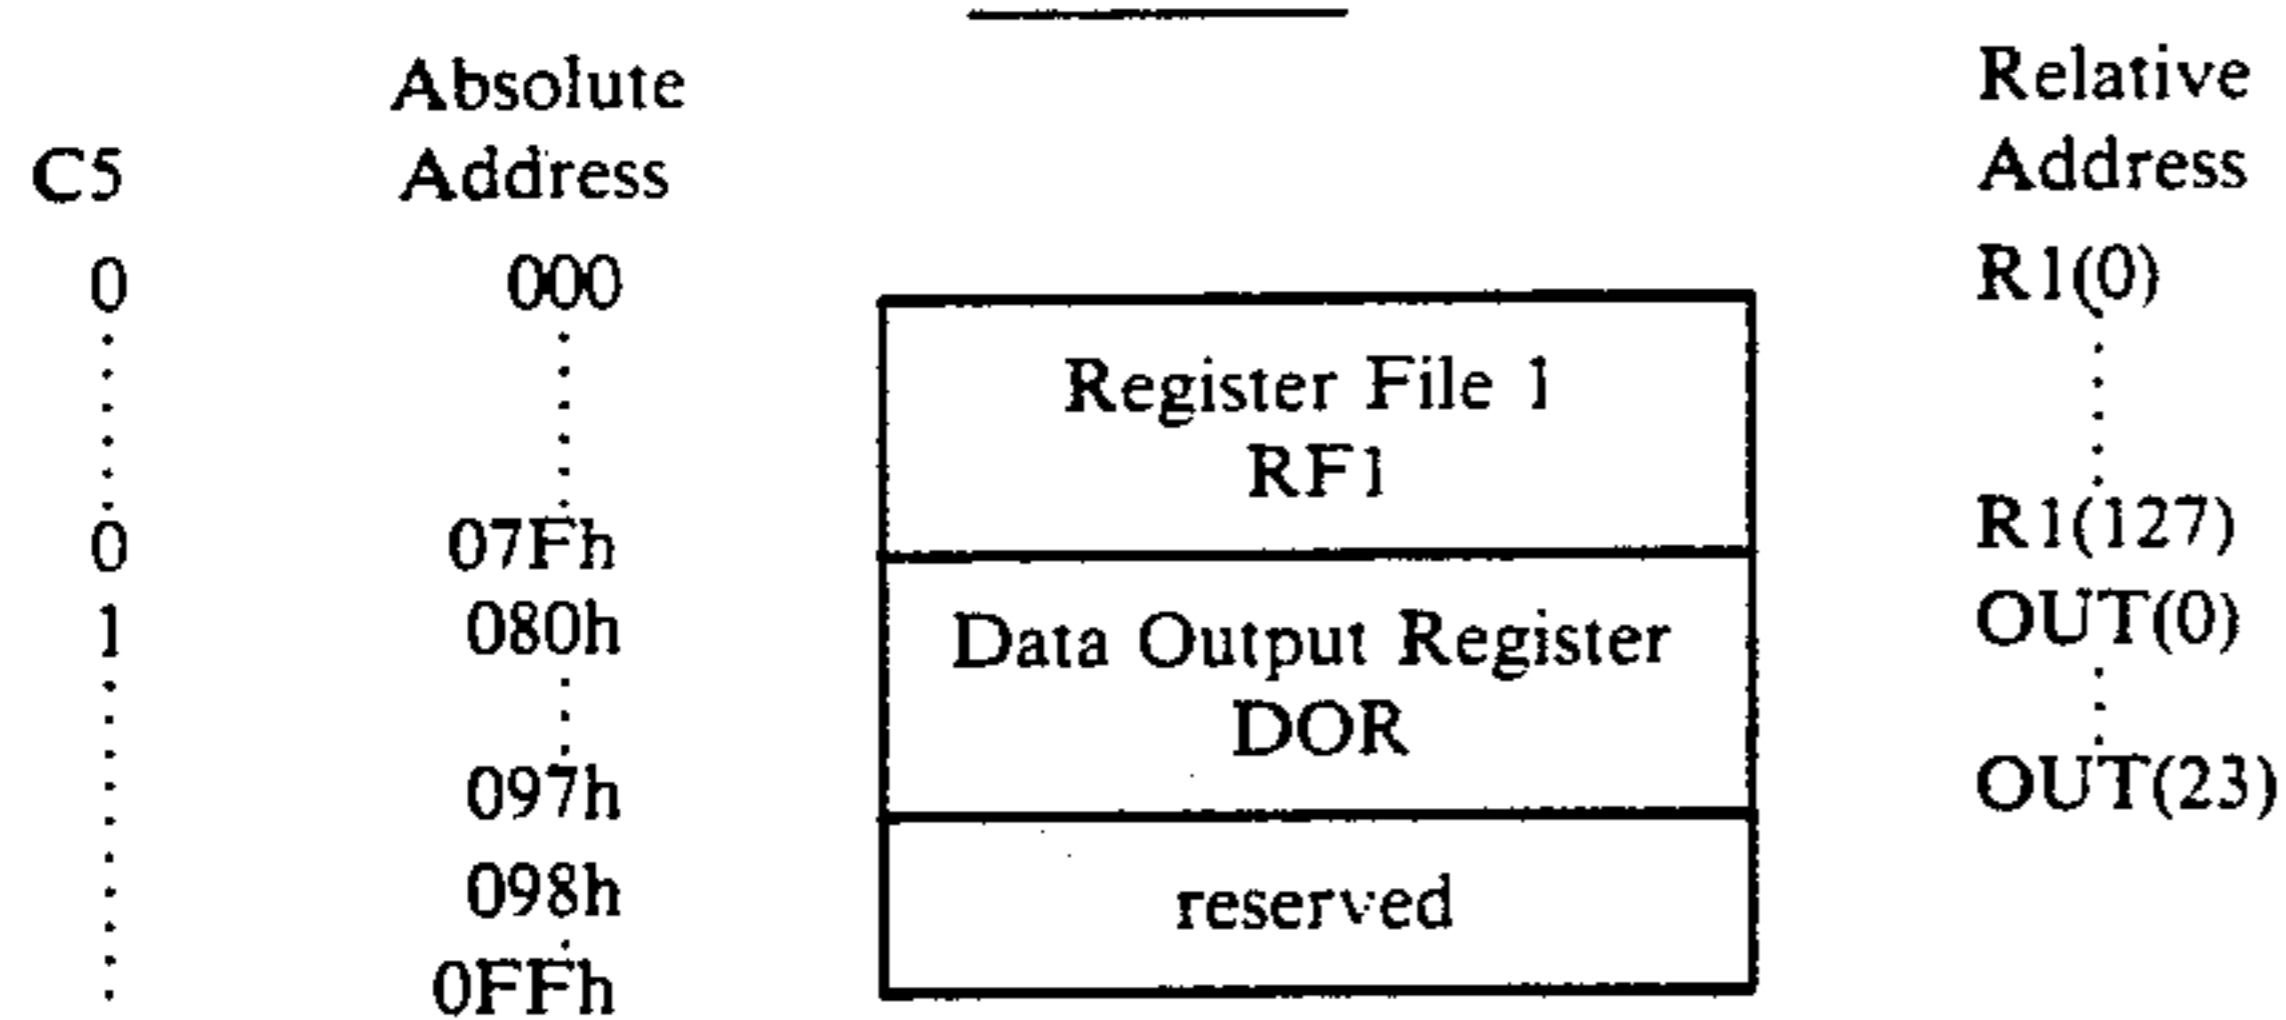 Absolute Relative
C5 Address Address
0 000 R1(0)
Register File 1
RF1
0 07Fh R1(127)
1 080h Data Output Register OUT(0)
DOR
097h OUT(23)
098h reserved
0FFh